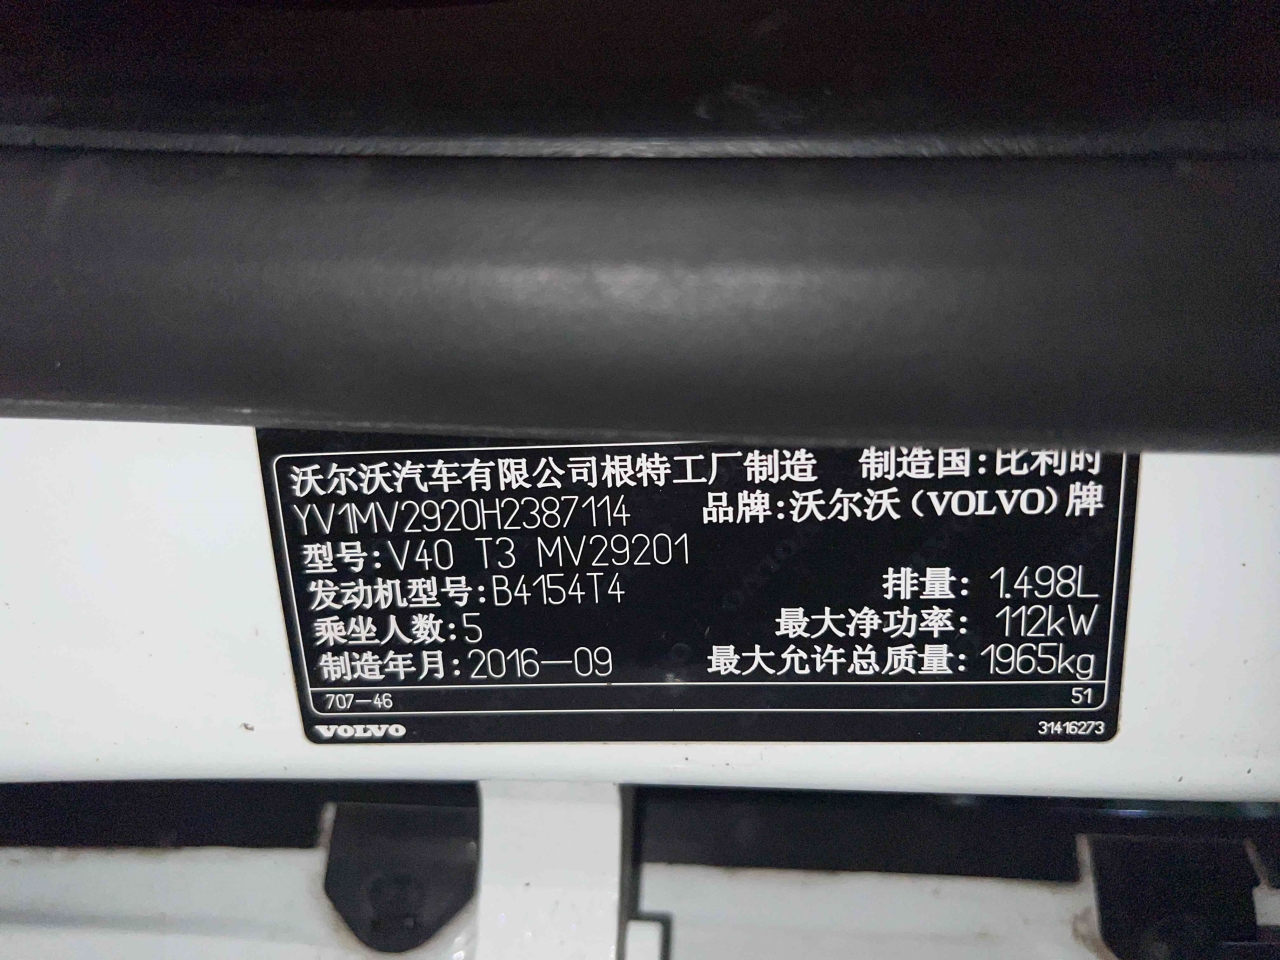 沃尔沃汽车有限公司根特工厂制造 制造国:比利时
YV1MV2920H2387114 品牌:沃尔沃(VOLVO)牌
型号:V40 T3 MV29201
发动机型号:B4154T4 排量: 1.498L
乘坐人数:5 最大净功率: 112kW
制造年月:2016-09 最大允许总质量: 1965kg
707-46 51
VOLVO 31416273